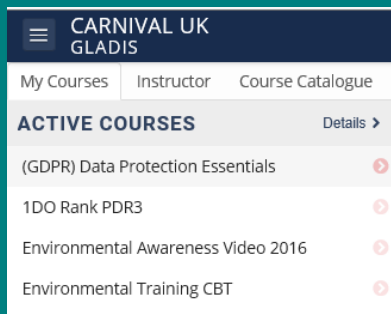 CARNIVAL UK
GLADIS
My Courses Instructor Course Catalogue
ACTIVE COURSES Details
(GDPR) Data Protection Essentials
1DO Rank PDR3
Environmental Awareness Video 2016
Environmental Training CBT